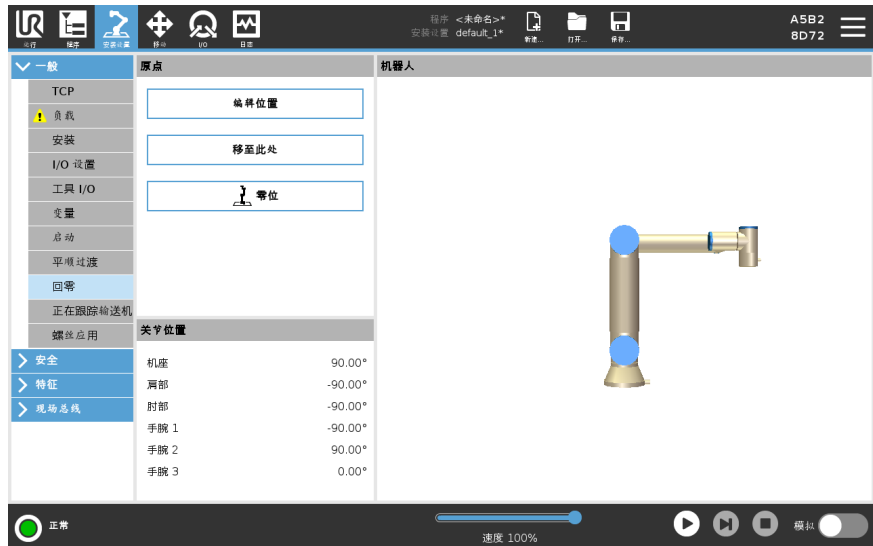 UR
运行
程序
安装设置
移动
I/O
日志
程序 <未命名>*
安装设置 default_1*
新建...
打开...
保存...
A5B2
8D72
一般
TCP
负载
安装
I/O 设置
工具 I/O
变量
启动
平顺过渡
回零
正在跟踪输送机
螺丝应用
安全
特征
现场总线
原点
编辑位置
移至此处
零位
关节位置
机座 90.00°
肩部 -90.00°
肘部 -90.00°
手腕 1 -90.00°
手腕 2 90.00°
手腕 3 0.00°
机器人
正常
速度 100%
模拟